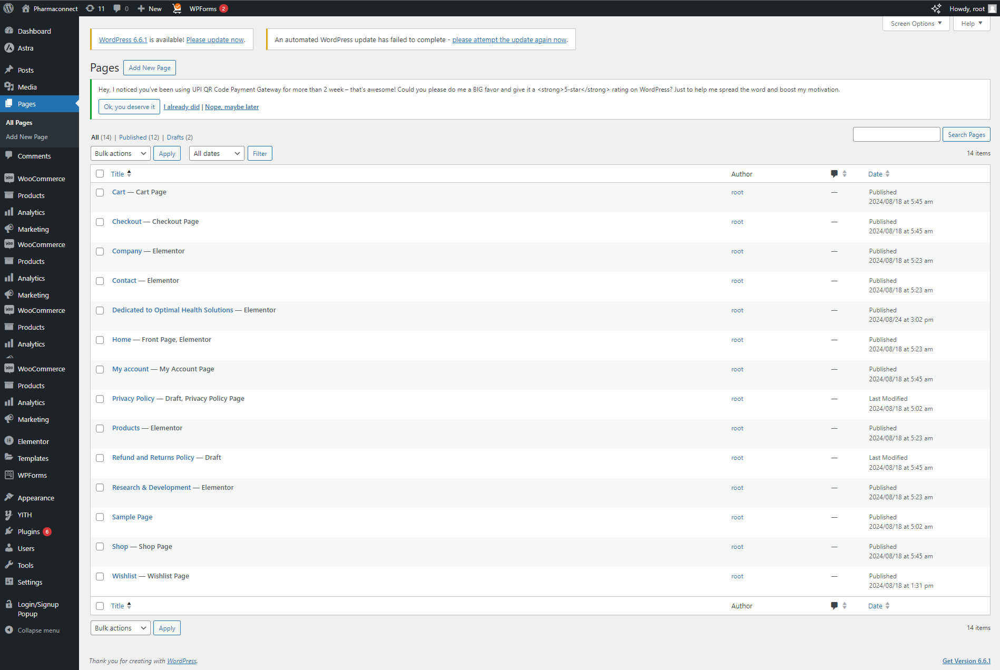 Pharmaconnect 11 0 New WPForms 2 Howdy, root
Screen Options Help
Dashboard
Astra
Posts
Media
Pages
All Pages
Add New Page
Comments
WooCommerce
Products
Analytics
Marketing
WooCommerce
Products
Analytics
Marketing
WooCommerce
Products
Analytics
WooCommerce
Products
Analytics
Marketing
Elementor
Templates
WPForms
Appearance
YITH
Plugins 6
Users
Tools
Settings
Login/Signup
Popup
Collapse menu
WordPress 6.6.1 is available! Please update now.
An automated WordPress update has failed to complete - please attempt the update again now.
Pages Add New Page
Hey, I noticed you've been using UPI QR Code Payment Gateway for more than 2 week – that's awesome! Could you please do me a BIG favor and give it a <strong>5-star</strong> rating on WordPress? Just to help me spread the word and boost my motivation.
Ok, you deserve it I already did | Nope, maybe later
All (14) | Published (12) | Drafts (2)
Search Pages
Bulk actions Apply All dates Filter
14 items
Title Author Date
Cart — Cart Page root — Published
2024/08/18 at 5:45 am
Checkout — Checkout Page root — Published
2024/08/18 at 5:45 am
Company — Elementor root — Published
2024/08/18 at 5:23 am
Contact — Elementor root — Published
2024/08/18 at 5:23 am
Dedicated to Optimal Health Solutions — Elementor root — Published
2024/08/24 at 3:02 pm
Home — Front Page, Elementor root — Published
2024/08/18 at 5:23 am
My account — My Account Page root — Published
2024/08/18 at 5:45 am
Privacy Policy — Draft, Privacy Policy Page root — Last Modified
2024/08/18 at 5:02 am
Products — Elementor root — Published
2024/08/18 at 5:23 am
Refund and Returns Policy — Draft root — Last Modified
2024/08/18 at 5:45 am
Research & Development — Elementor root — Published
2024/08/18 at 5:23 am
Sample Page root — Published
2024/08/18 at 5:02 am
Shop — Shop Page root — Published
2024/08/18 at 5:45 am
Wishlist — Wishlist Page root — Published
2024/08/18 at 1:31 pm
Title Author Date
Bulk actions Apply
14 items
Thank you for creating with WordPress.
Get Version 6.6.1